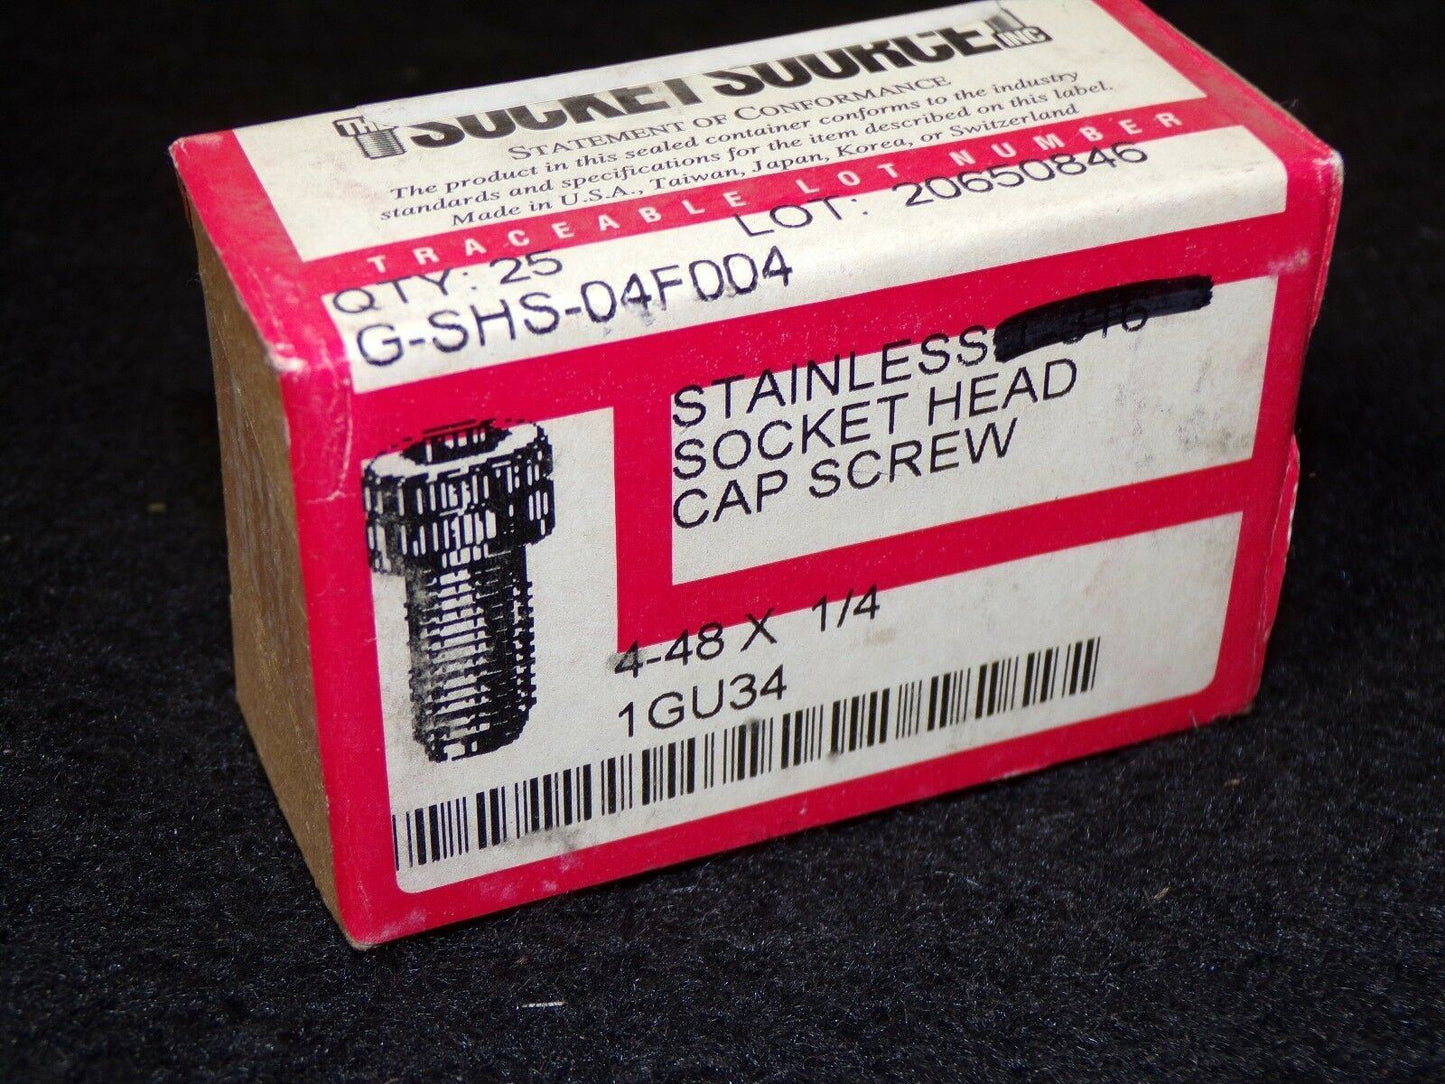 THE SOCKET SOURCE INC
STATEMENT OF CONFORMANCE
The product in this sealed container conforms to the industry
standards and specifications for the item described on this label.
Made in U.S.A., Taiwan, Japan, Korea, or Switzerland
TRACEABLE LOT NUMBER
QTY: 25 LOT: 20650846
G-SHS-04F004
STAINLESS
SOCKET HEAD
CAP SCREW
4-48 X 1/4
1GU34